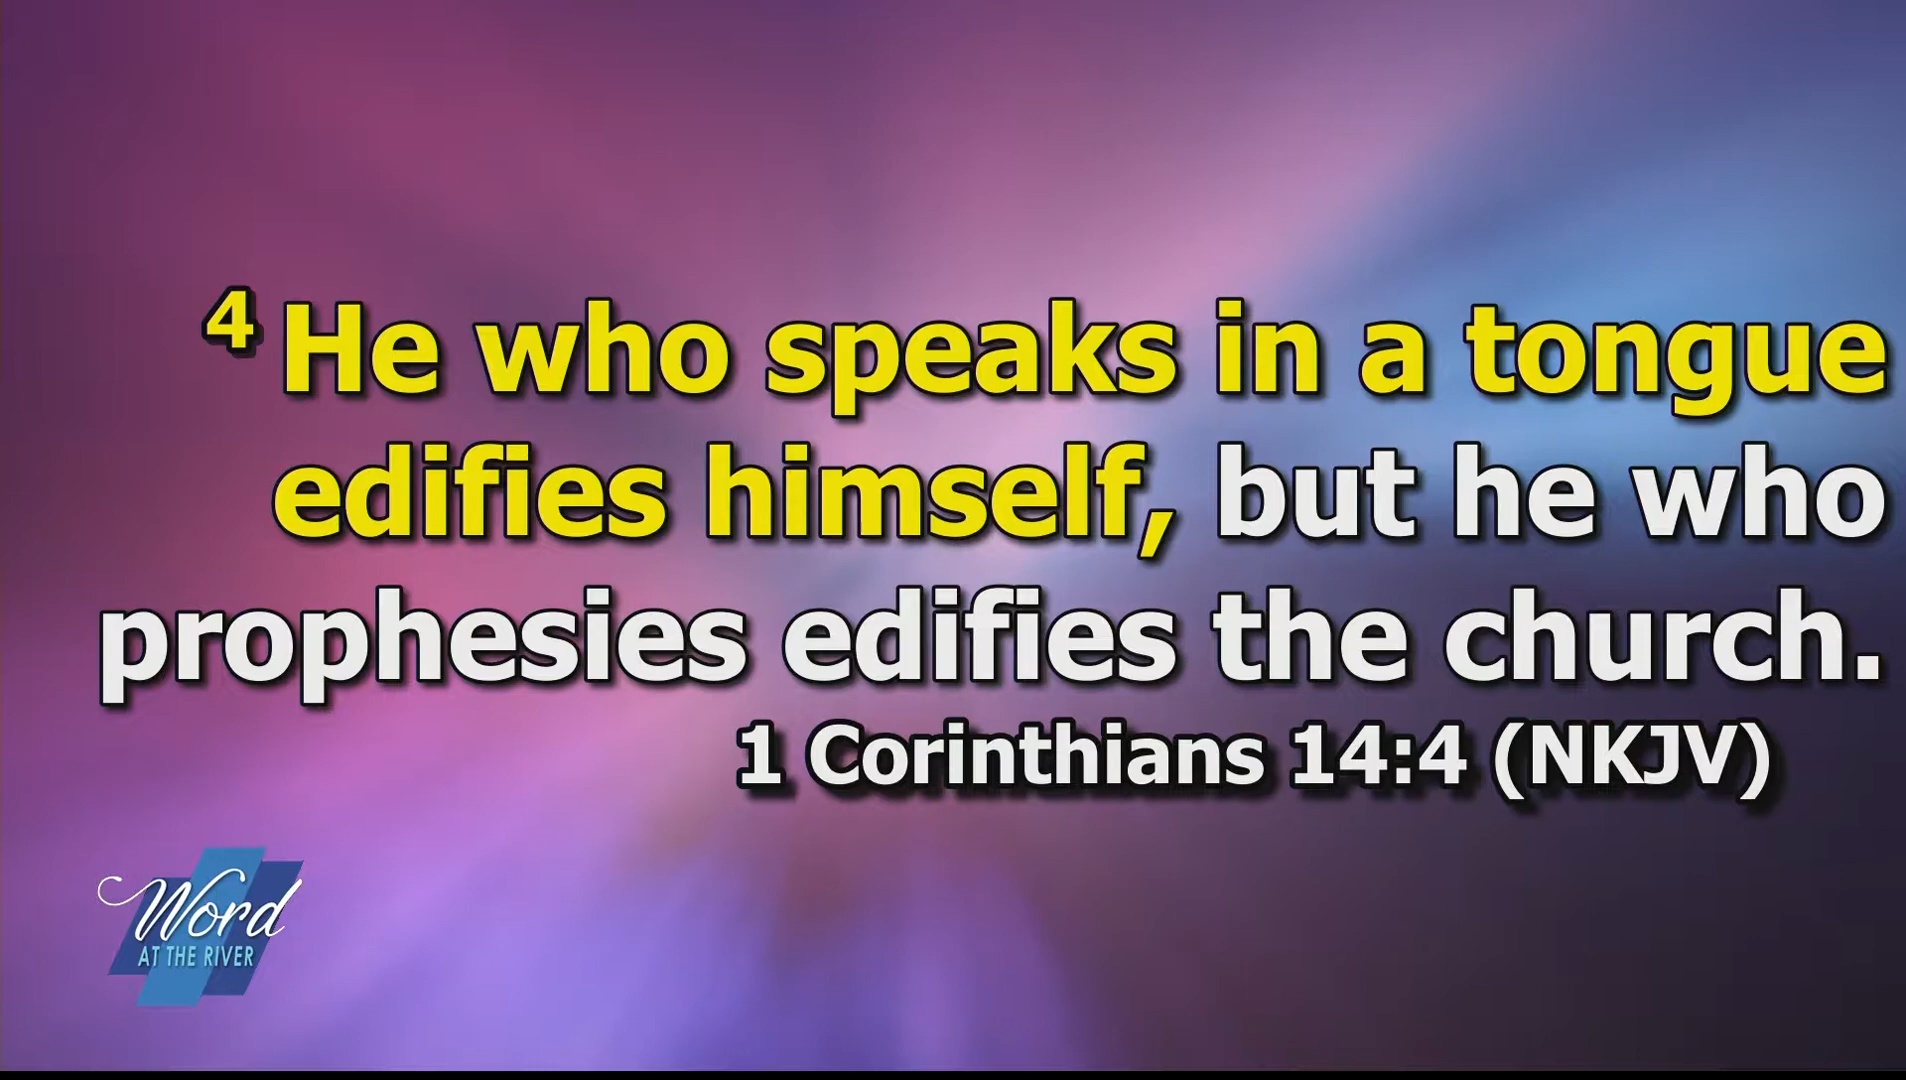 4 He who speaks in a tongue
edifies himself, but he who
prophesies edifies the church.
1 Corinthians 14:4 (NKJV)
Word
AT THE RIVER